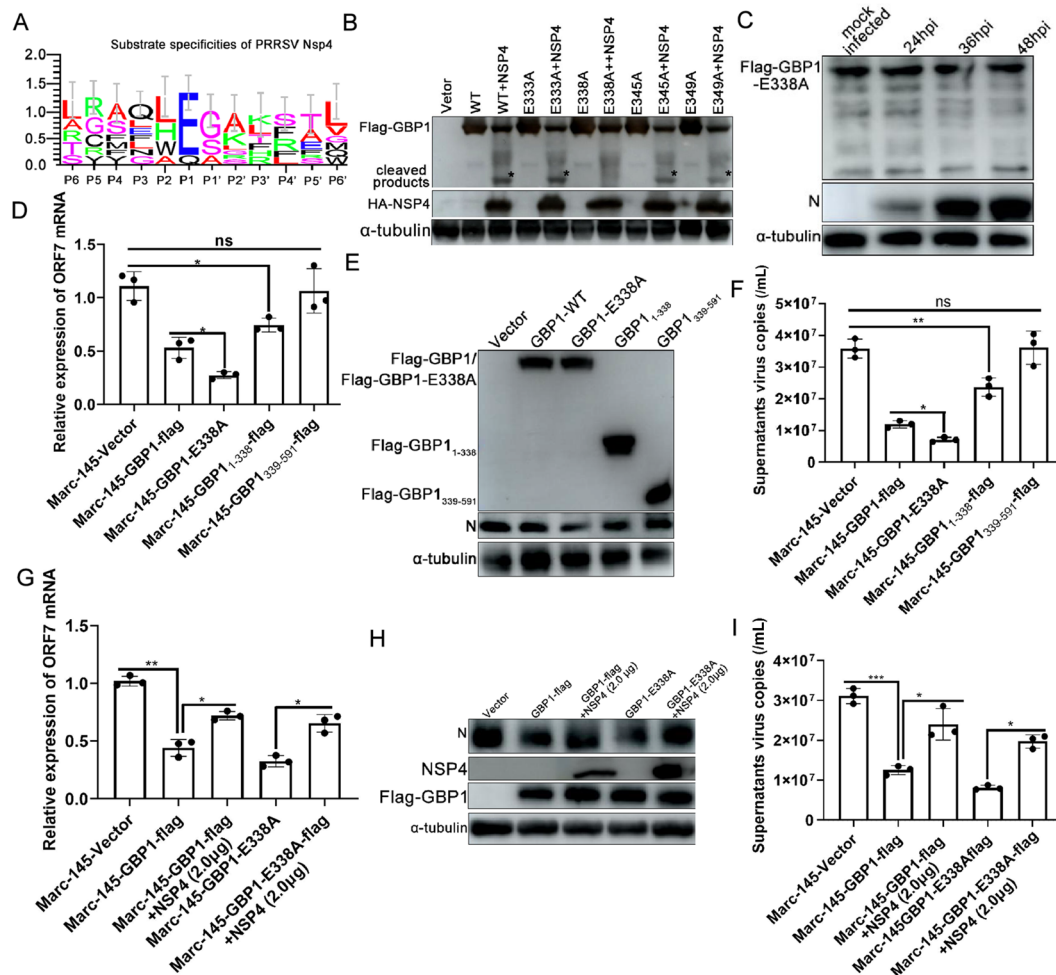 A
Substrate specificities of PRRSV Nsp4
2.0
1.5
1.0
0.5
0.0
P6 P5 P4 P3 P2 P1 P1' P2' P3' P4' P5' P6'
B
Vetor
WT
WT+NSP4
E333A
E333A+NSP4
E338A
E338A++NSP4
E345A
E345A+NSP4
E349A
E349A+NSP4
Flag-GBP1
cleaved
products
* * * *
HA-NSP4
α-tubulin
C
mock
infected
24hpi
36hpi
48hpi
Flag-GBP1
-E338A
N
α-tubulin
D
Relative expression of ORF7 mRNA
1.5
1.0
0.5
0.0
ns
*
*
Marc-145-Vector
Marc-145-GBP1-flag
Marc-145-GBP1-E338A
Marc-145-GBP1₁₋₃₃₈-flag
Marc-145-GBP1₃₃₉₋₅₉₁-flag
E
Vector
GBP1-WT
GBP1-E338A
GBP1₁₋₃₃₈
GBP1₃₃₉₋₅₉₁
Flag-GBP1/
Flag-GBP1-E338A
Flag-GBP1₁₋₃₃₈
Flag-GBP1₃₃₉₋₅₉₁
N
α-tubulin
F
Supernatants virus copies (/mL)
5×10⁷
4×10⁷
3×10⁷
2×10⁷
1×10⁷
0
ns
**
*
Marc-145-Vector
Marc-145-GBP1-flag
Marc-145-GBP1-E338A
Marc-145-GBP1₁₋₃₃₈-flag
Marc-145-GBP1₃₃₉₋₅₉₁-flag
G
Relative expression of ORF7 mRNA
1.5
1.0
0.5
0.0
**
*
*
Marc-145-Vector
Marc-145-GBP1-flag
Marc-145-GBP1-flag
+NSP4 (2.0μg)
Marc-145-GBP1-E338A
Marc-145-GBP1-E338A-flag
+NSP4 (2.0μg)
H
Vector
GBP1-flag
GBP1-flag
+NSP4 (2.0 μg)
GBP1-E338A
GBP1-E338A
+NSP4 (2.0μg)
N
NSP4
Flag-GBP1
α-tubulin
I
Supernatants virus copies (/mL)
4×10⁷
3×10⁷
2×10⁷
1×10⁷
0
***
*
*
Marc-145-Vector
Marc-145-GBP1-flag
Marc-145-GBP1-flag
+NSP4 (2.0μg)
Marc-145GBP1-E338Aflag
Marc-145-GBP1-E338A-flag
+NSP4 (2.0μg)